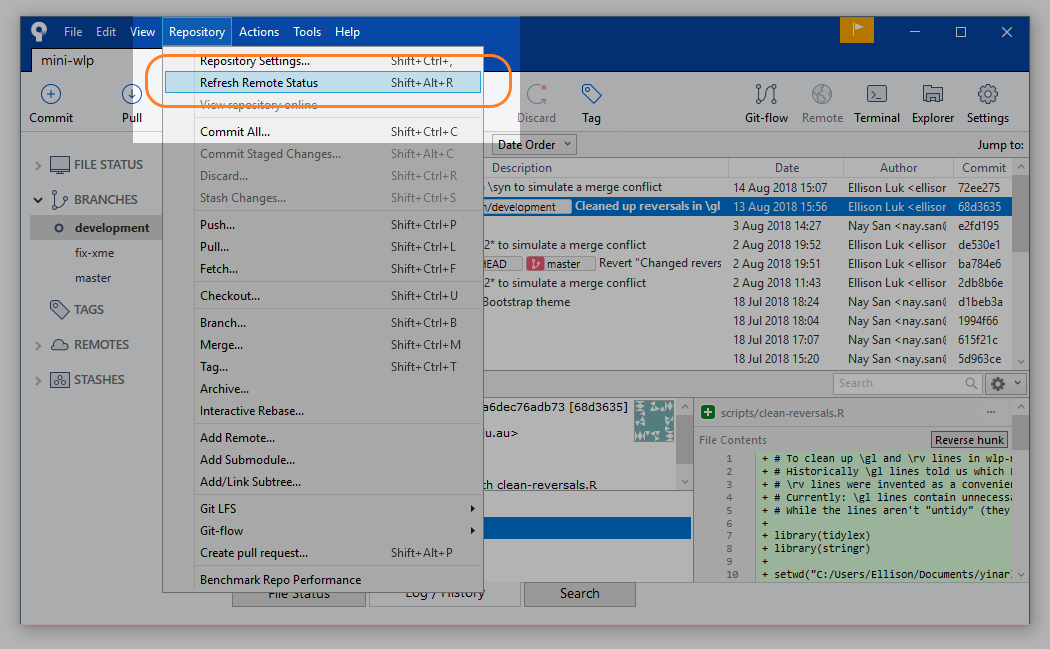 File Edit View Repository Actions Tools Help
mini-wlp
Commit Pull Discard Tag Git-flow Remote Terminal Explorer Settings
Repository Settings... Shift+Ctrl+,
Refresh Remote Status Shift+Alt+R
View repository online
Commit All... Shift+Ctrl+C
Commit Staged Changes... Shift+Alt+C
Discard... Shift+Ctrl+R
Stash Changes... Shift+Ctrl+S
Push... Shift+Ctrl+P
Pull... Shift+Ctrl+L
Fetch... Shift+Ctrl+F
Checkout... Shift+Ctrl+U
Branch... Shift+Ctrl+B
Merge... Shift+Ctrl+M
Tag... Shift+Ctrl+T
Archive...
Interactive Rebase...
Add Remote...
Add Submodule...
Add/Link Subtree...
Git LFS
Git-flow
Create pull request... Shift+Alt+P
Benchmark Repo Performance
FILE STATUS
BRANCHES
development
fix-xme
master
TAGS
REMOTES
STASHES
Date Order
Jump to:
Description Date Author Commit
\syn to simulate a merge conflict 14 Aug 2018 15:07 Ellison Luk <ellison 72ee275
n/development Cleaned up reversals in \gl 13 Aug 2018 15:56 Ellison Luk <ellison 68d3635
3 Aug 2018 14:27 Nay San <nay.san@ e2fd195
2* to simulate a merge conflict 2 Aug 2018 19:52 Ellison Luk <ellison de530e1
HEAD master Revert "Changed revers 2 Aug 2018 19:51 Ellison Luk <ellison ba784e6
2* to simulate a merge conflict 2 Aug 2018 11:43 Ellison Luk <ellison 2db8b6e
Bootstrap theme 18 Jul 2018 18:24 Nay San <nay.san@ d1beb3a
18 Jul 2018 18:04 Nay San <nay.san@ 1994f66
18 Jul 2018 17:07 Nay San <nay.san@ 615f21c
18 Jul 2018 15:20 Nay San <nay.san@ 5d963ce
Search
a6dec76adb73 [68d3635]
u.au>
th clean-reversals.R
scripts/clean-reversals.R ...
File Contents Reverse hunk
1 + # To clean up \gl and \rv lines in wlp-
2 + # Historically \gl lines told us which
3 + # \rv lines were invented as a convenien
4 + # Currently: \gl lines contain unnecessa
5 + # While the lines aren't "untidy" (they
6 +
7 + library(tidylex)
8 + library(stringr)
9 +
10 + setwd("C:/Users/Ellison/Documents/yinar
File Status Log / History Search